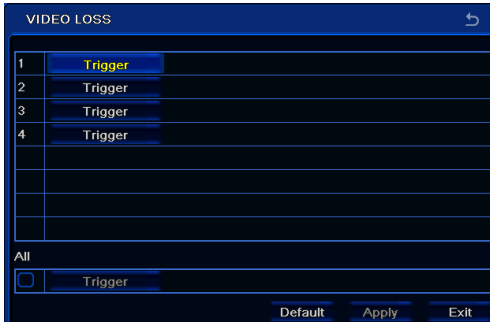 VIDEO LOSS
1 Trigger
2 Trigger
3 Trigger
4 Trigger
All
Trigger
Default Apply Exit